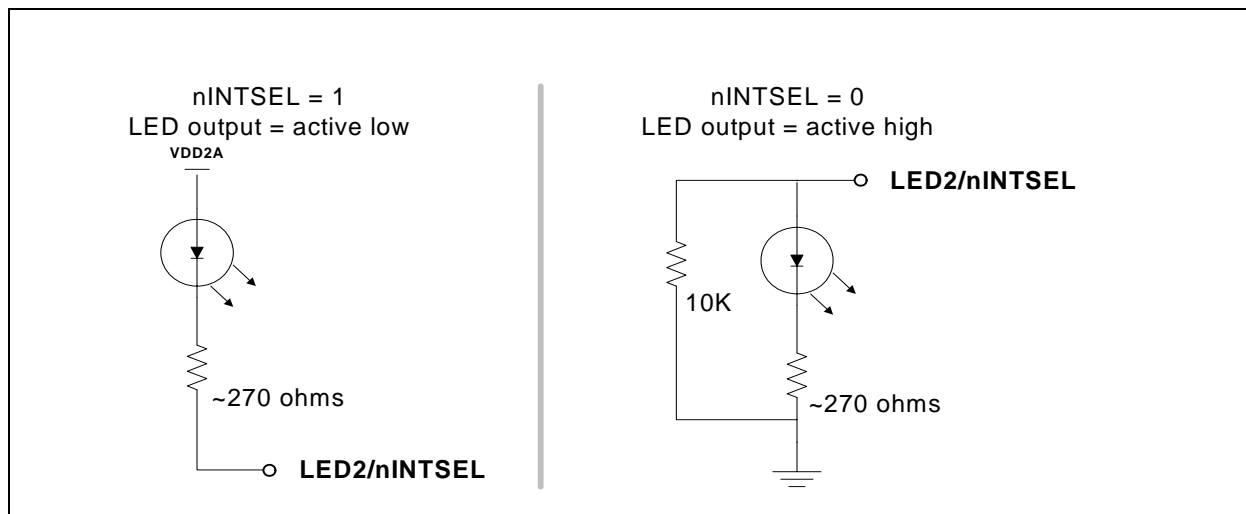 nINTSEL = 1
LED output = active low
VDD2A
~270 ohms
LED2/nINTSEL
nINTSEL = 0
LED output = active high
LED2/nINTSEL
10K
~270 ohms